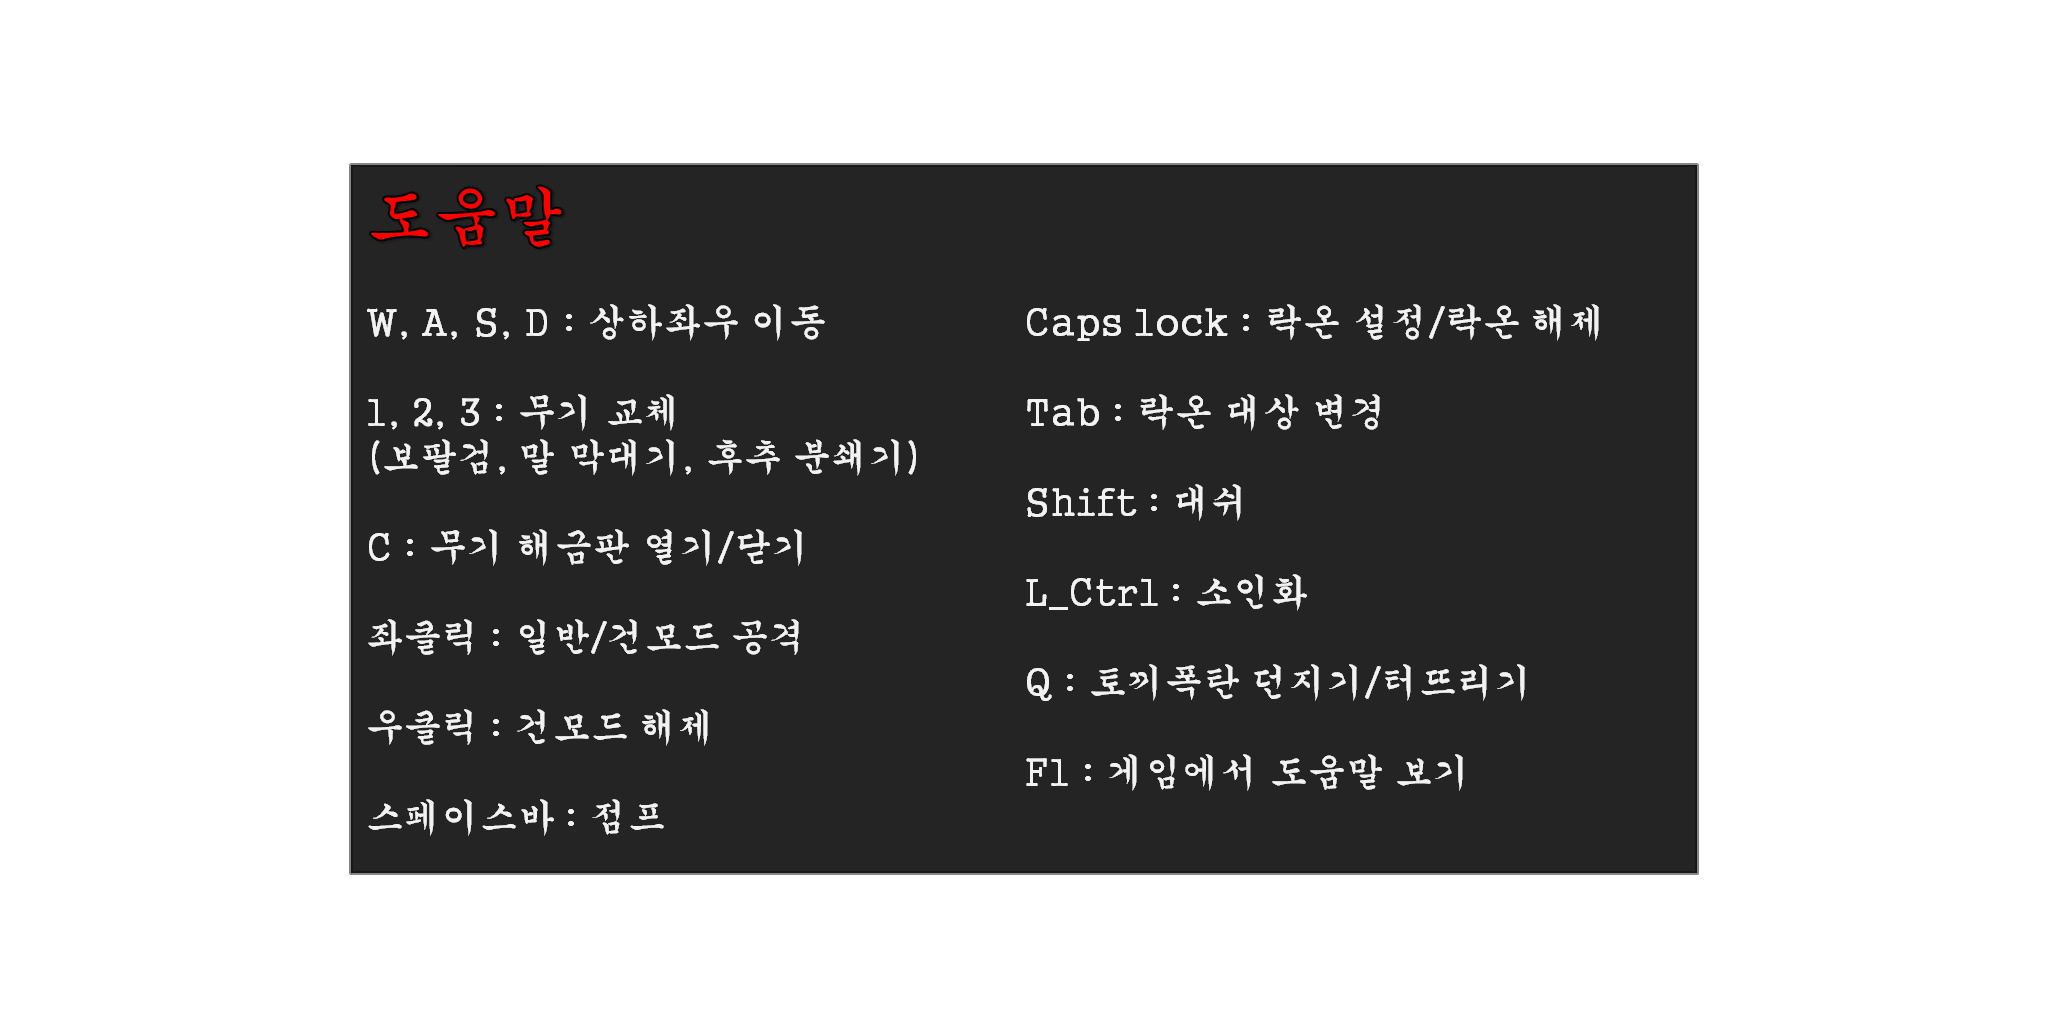 도움말
W, A, S, D : 상하좌우 이동
1, 2, 3 : 무기 교체
(보팔검, 말 막대기, 후추 분쇄기)
C : 무기 해금판 열기/닫기
좌클릭 : 일반/건모드 공격
우클릭 : 건모드 해제
스페이스바 : 점프
Caps lock : 락온 설정/락온 해제
Tab : 락온 대상 변경
Shift : 대쉬
L_Ctrl : 소인화
Q : 토끼폭탄 던지기/터뜨리기
F1 : 게임에서 도움말 보기